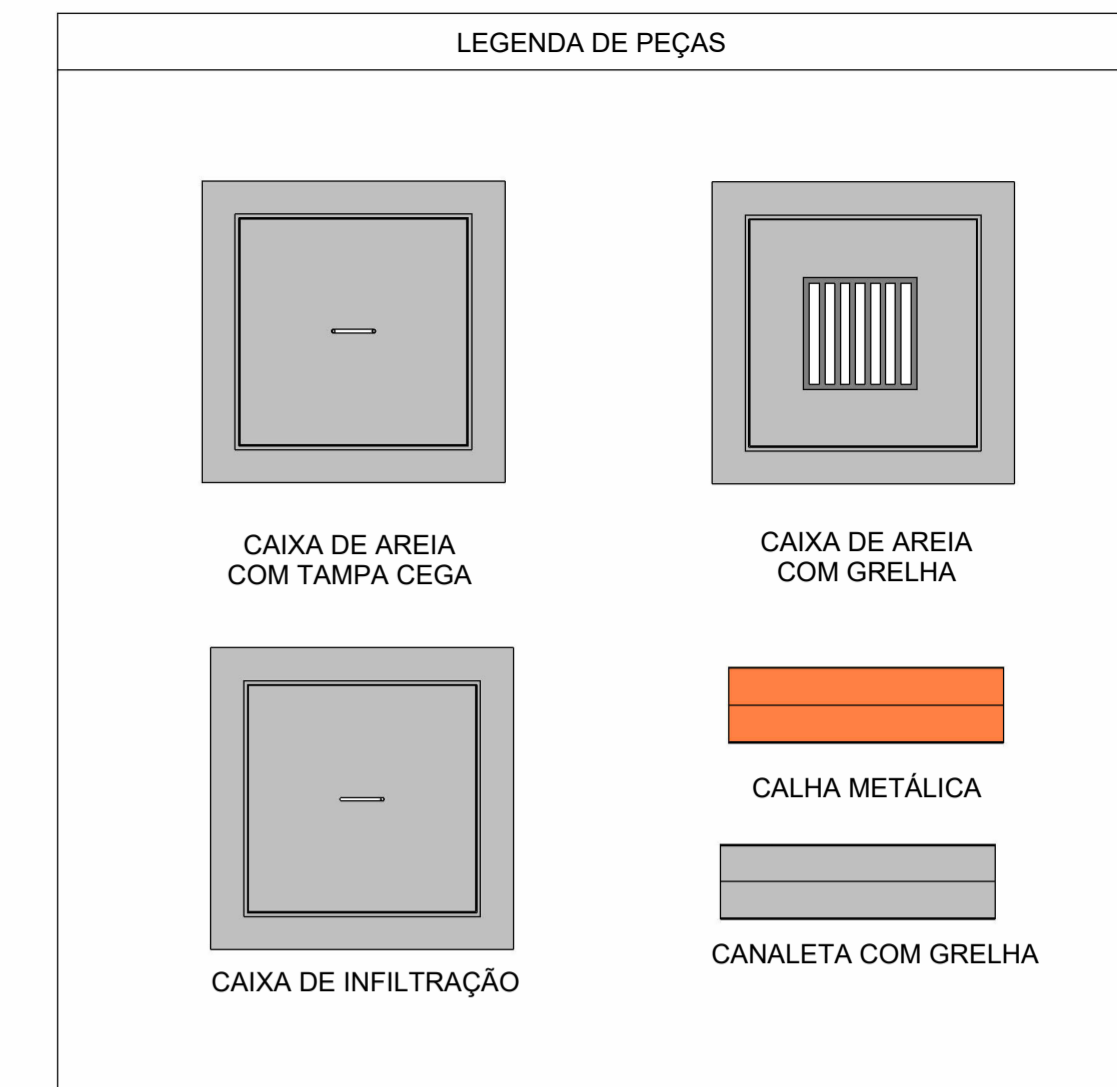 LEGENDA DE PEÇAS
CAIXA DE AREIA
COM TAMPA CEGA
CAIXA DE AREIA
COM GRELHA
CALHA METÁLICA
CANALETA COM GRELHA
CAIXA DE INFILTRAÇÃO